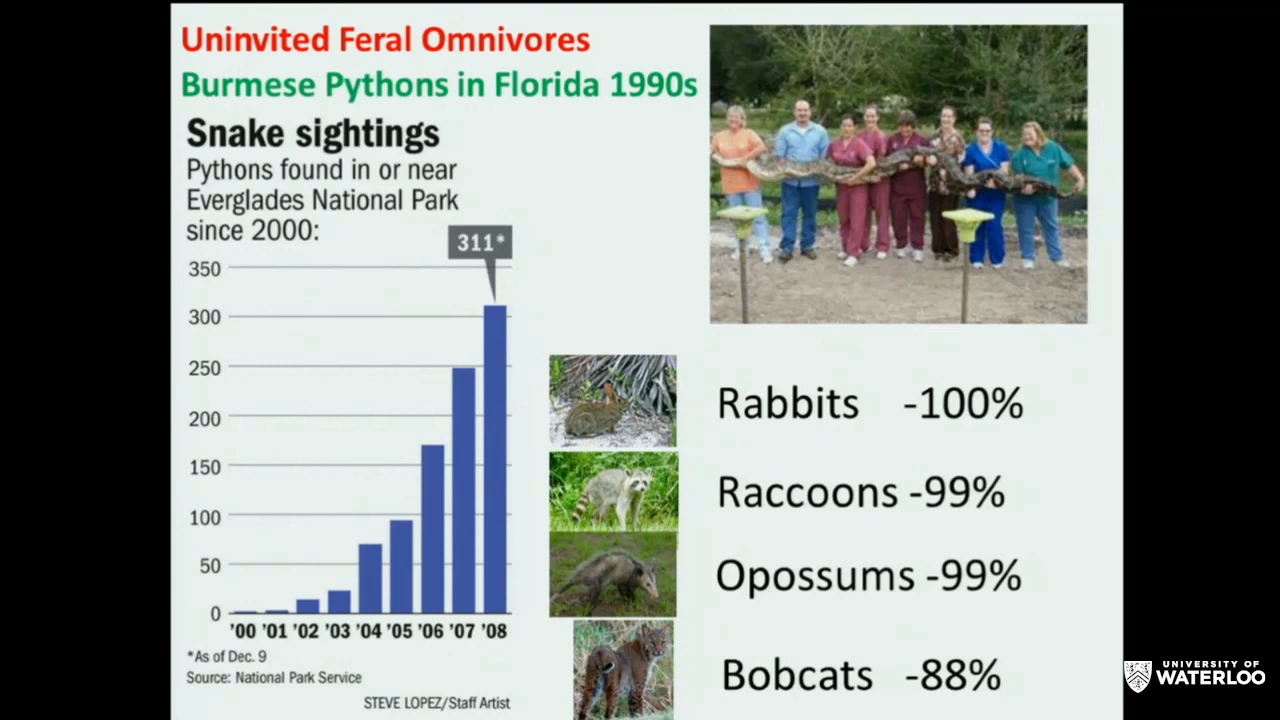 Uninvited Feral Omnivores
Burmese Pythons in Florida 1990s
Snake sightings
Pythons found in or near
Everglades National Park
since 2000:
311*
350
300
250
200
150
100
50
0
'00 '01 '02 '03 '04 '05 '06 '07 '08
*As of Dec. 9
Source: National Park Service
STEVE LOPEZ/Staff Artist
Rabbits -100%
Raccoons -99%
Opossums -99%
Bobcats -88%
UNIVERSITY OF
WATERLOO